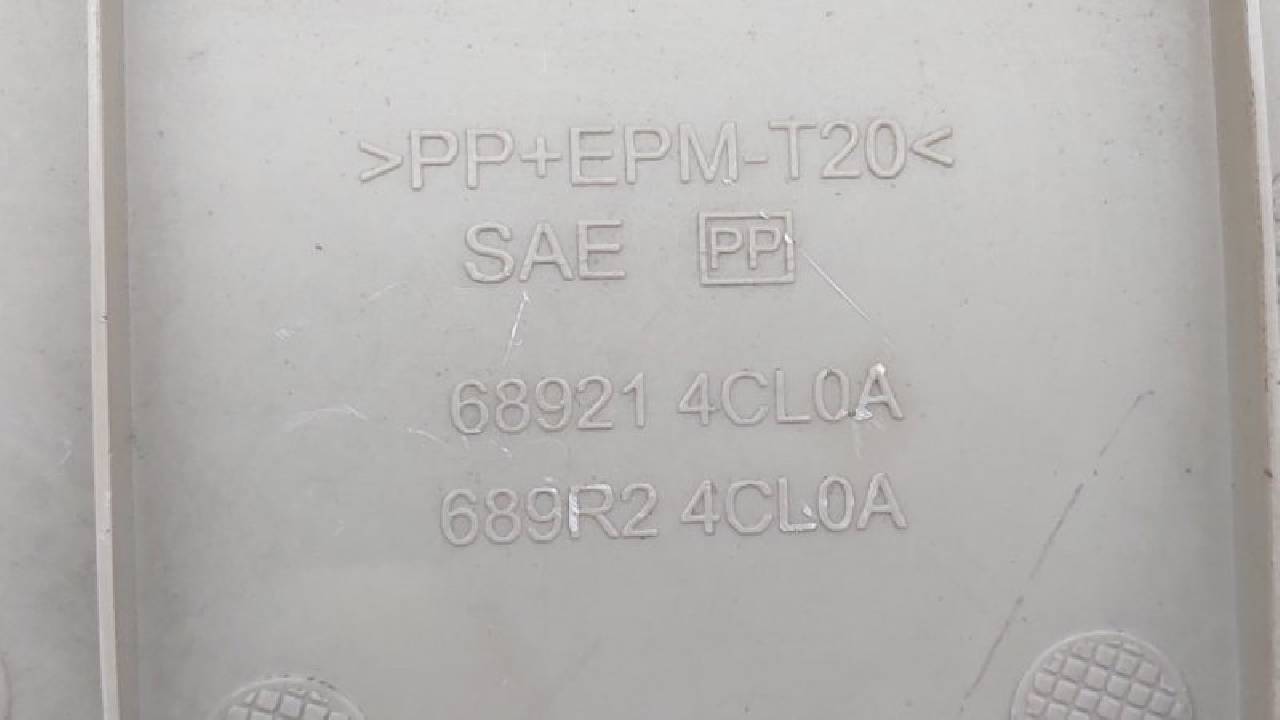 >PP+EPM-T20<
SAE PP
68921 4CL0A
689R2 4CL0A